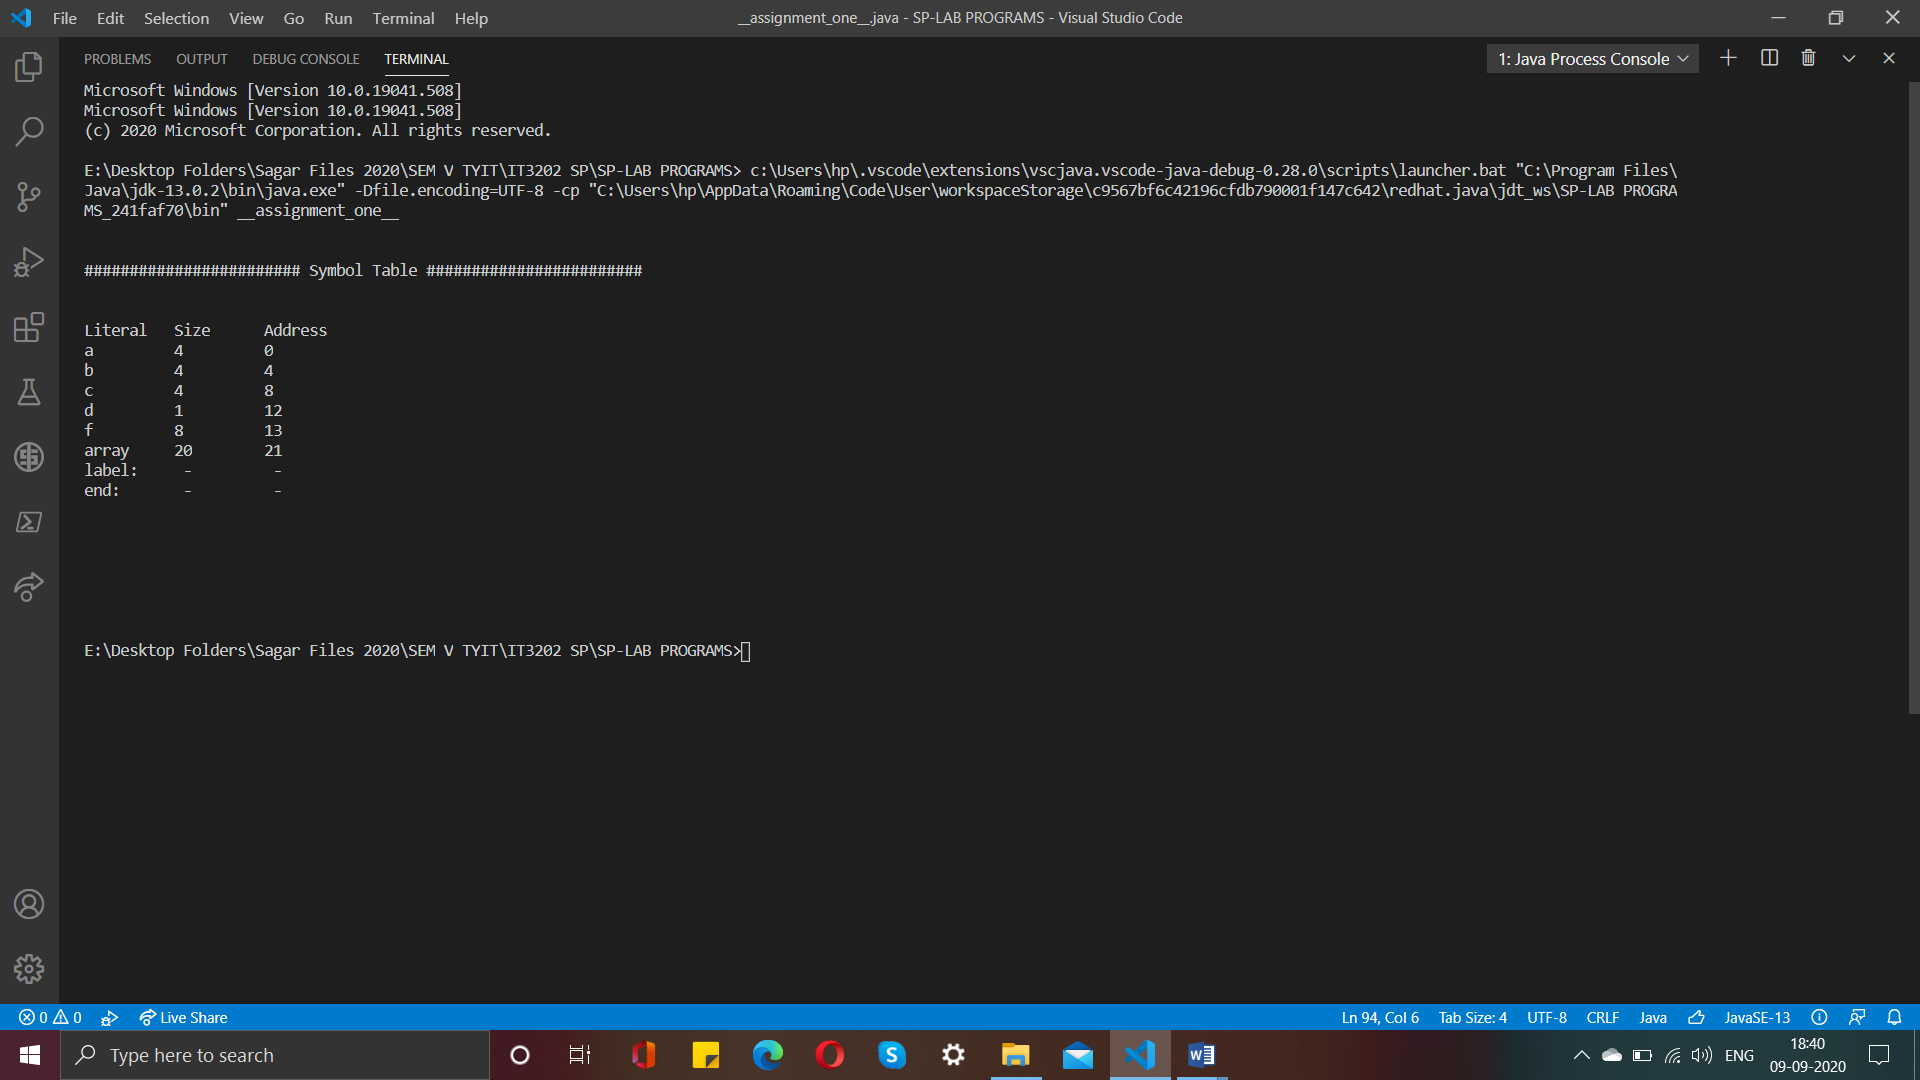 File Edit Selection View Go Run Terminal Help
__assignment_one__.java - SP-LAB PROGRAMS - Visual Studio Code
PROBLEMS OUTPUT DEBUG CONSOLE TERMINAL
1: Java Process Console
Microsoft Windows [Version 10.0.19041.508]
Microsoft Windows [Version 10.0.19041.508]
(c) 2020 Microsoft Corporation. All rights reserved.
E:\Desktop Folders\Sagar Files 2020\SEM V TYIT\IT3202 SP\SP-LAB PROGRAMS> c:\Users\hp\.vscode\extensions\vscjava.vscode-java-debug-0.28.0\scripts\launcher.bat "C:\Program Files\
Java\jdk-13.0.2\bin\java.exe" -Dfile.encoding=UTF-8 -cp "C:\Users\hp\AppData\Roaming\Code\User\workspaceStorage\c9567bf6c42196cfdb790001f147c642\redhat.java\jdt_ws\SP-LAB PROGRA
MS_241faf70\bin" __assignment_one__
######################## Symbol Table ########################
Literal Size Address
a 4 0
b 4 4
c 4 8
d 1 12
f 8 13
array 20 21
label: - -
end: - -
E:\Desktop Folders\Sagar Files 2020\SEM V TYIT\IT3202 SP\SP-LAB PROGRAMS>
0 0 Live Share
Ln 94, Col 6 Tab Size: 4 UTF-8 CRLF Java JavaSE-13
Type here to search
S
W
ENG
18:40
09-09-2020